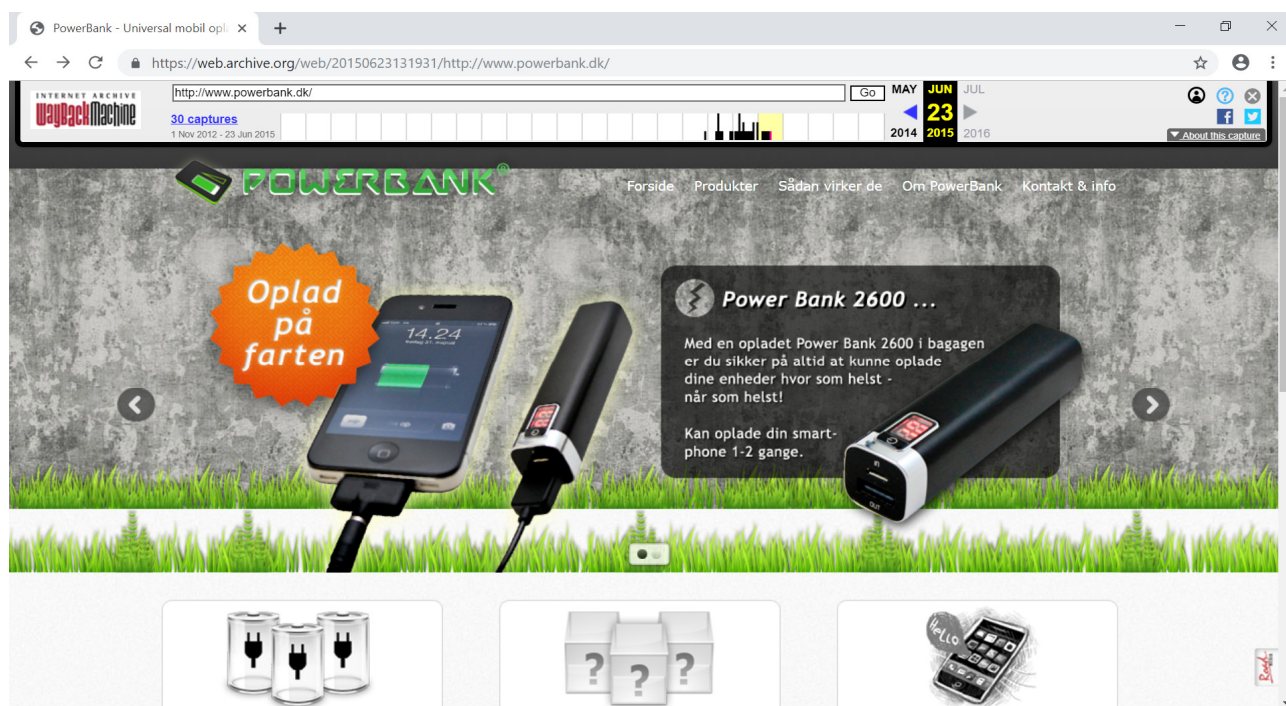 PowerBank - Universal mobil opl
https://web.archive.org/web/20150623131931/http://www.powerbank.dk/
INTERNET ARCHIVE
WayBackMachine
http://www.powerbank.dk/
Go
MAY JUN JUL
30 captures
23
1 Nov 2012 - 23 Jun 2015
2014 2015 2016
About this capture
POWERBANK®
Forside Produkter Sådan virker de Om PowerBank Kontakt & info
Oplad
på
farten
14.24
Power Bank 2600 ...
Med en opladet Power Bank 2600 i bagagen
er du sikker på altid at kunne oplade
dine enheder hvor som helst -
når som helst!
Kan oplade din smart-
phone 1-2 gange.
IN
OUT
? ? ?
HELLO